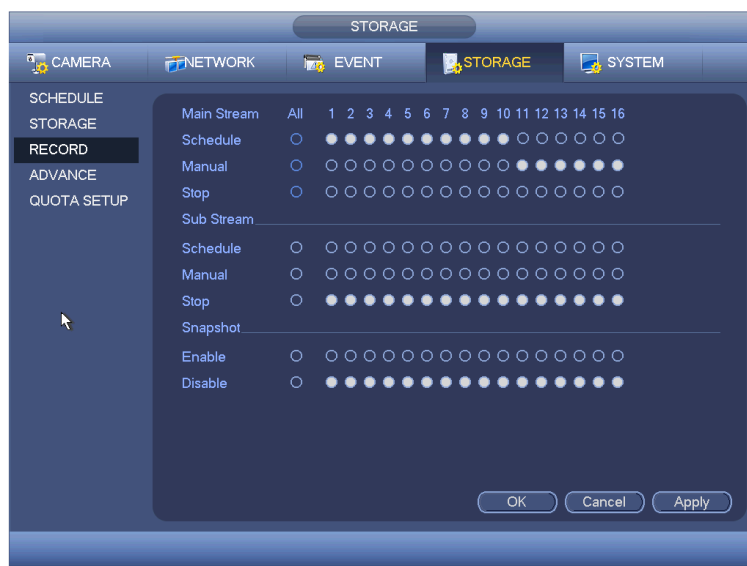 STORAGE
CAMERA NETWORK EVENT STORAGE SYSTEM
SCHEDULE
STORAGE
RECORD
ADVANCE
QUOTA SETUP
Main Stream All 1 2 3 4 5 6 7 8 9 10 11 12 13 14 15 16
Schedule
Manual
Stop
Sub Stream
Schedule
Manual
Stop
Snapshot
Enable
Disable
OK Cancel Apply